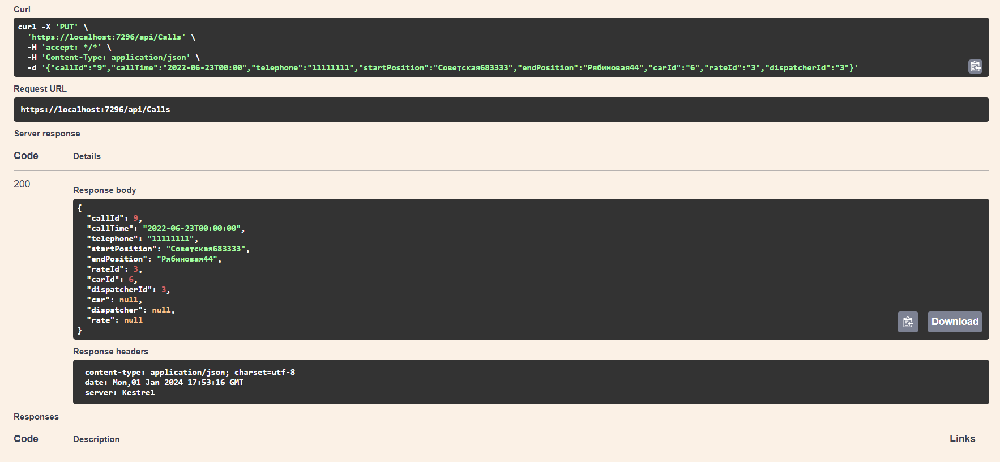 Curl
curl -X 'PUT' \
'https://localhost:7296/api/Calls' \
-H 'accept: */*' \
-H 'Content-Type: application/json' \
-d '{"callId":"9","callTime":"2022-06-23T00:00","telephone":"11111111","startPosition":"Советская683333","endPosition":"Рябиновая44","carId":"6","rateId":"3","dispatcherId":"3"}'
Request URL
https://localhost:7296/api/Calls
Server response
Code Details
200
Response body
{
"callId": 9,
"callTime": "2022-06-23T00:00:00",
"telephone": "11111111",
"startPosition": "Советская683333",
"endPosition": "Рябиновая44",
"rateId": 3,
"carId": 6,
"dispatcherId": 3,
"car": null,
"dispatcher": null,
"rate": null
}
Download
Response headers
content-type: application/json; charset=utf-8
date: Mon,01 Jan 2024 17:53:16 GMT
server: Kestrel
Responses
Code Description Links